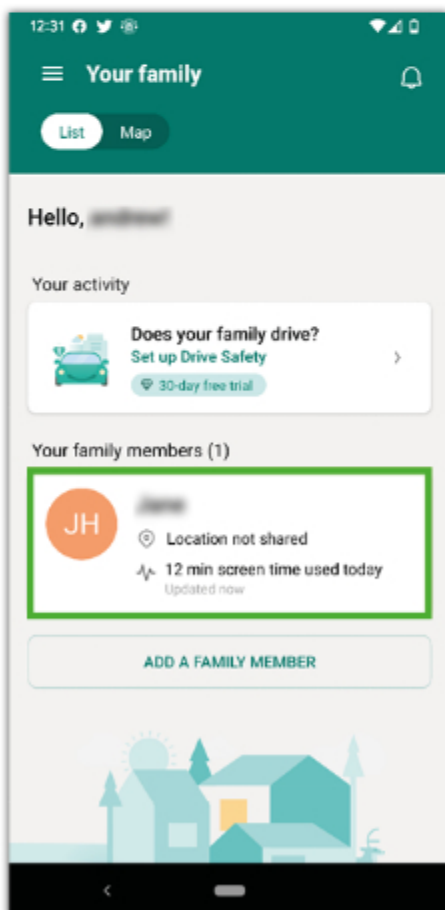 12:31
Your family
List Map
Hello,
Your activity
Does your family drive?
Set up Drive Safety
30-day free trial
Your family members (1)
JH
Location not shared
12 min screen time used today
Updated now
ADD A FAMILY MEMBER